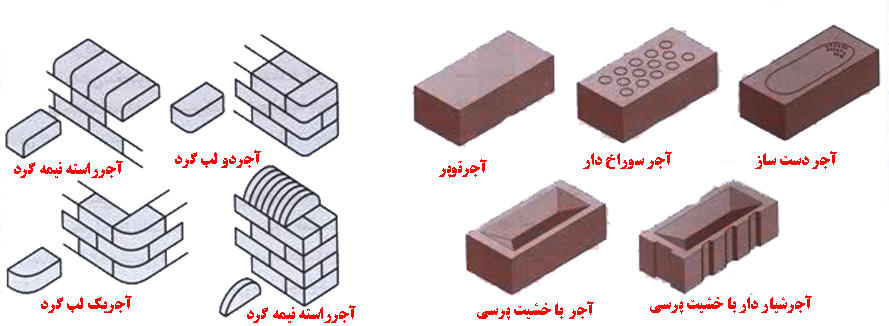 آجر دست ساز
آجر سوراخ دار
آجرتوپر
آجردو لب گرد
آجرراسته نیمه گرد
آجرشیار دار با خشیت پرسی
آجر با خشیت پرسی
آجرراسته نیمه گرد
آجریک لب گرد